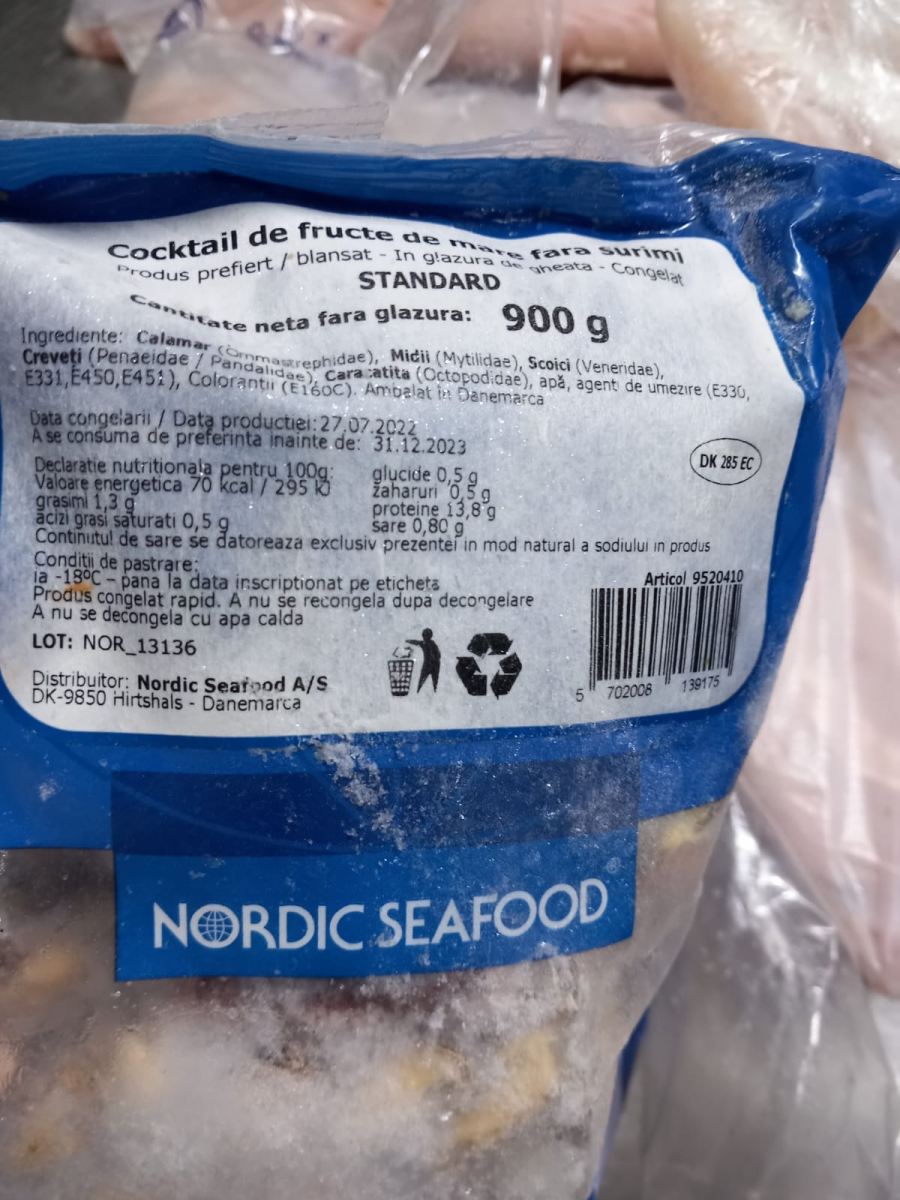 Cocktail de fructe de mare fara surimi
Produs prefiert / blansat - In glazura de gheata - Congelat
STANDARD
Cantitate neta fara glazura: 900 g
Ingrediente: Calamar (Ommastrephidae), Midii (Mytilidae), Scoici (Veneridae),
Creveti (Penaeidae / Pandalidae), Caracatita (Octopodidae), apă, agent de umezire (E330,
E331,E450,E451), Coloranti (E160C). Ambalat in Danemarca
Data congelarii / Data productiei:27.07.2022
A se consuma de preferinta inainte de: 31.12.2023
DK 285 EC
Declaratie nutritionala pentru 100g:
Valoare energetica 70 kcal / 295 kJ
grasimi 1,3 g
acizi grasi saturati 0,5 g
glucide 0,5 g
zaharuri 0,5 g
proteine 13,8 g
sare 0,80 g
Continutul de sare se datoreaza exclusiv prezentei in mod natural a sodiului in produs
Conditii de pastrare:
la -18ºC - pana la data inscriptionat pe eticheta
Produs congelat rapid. A nu se recongela dupa decongelare
A nu se decongela cu apa calda
LOT: NOR_13136
Distribuitor: Nordic Seafood A/S
DK-9850 Hirtshals - Danemarca
Articol 9520410
5 702008 139175
NORDIC SEAFOOD